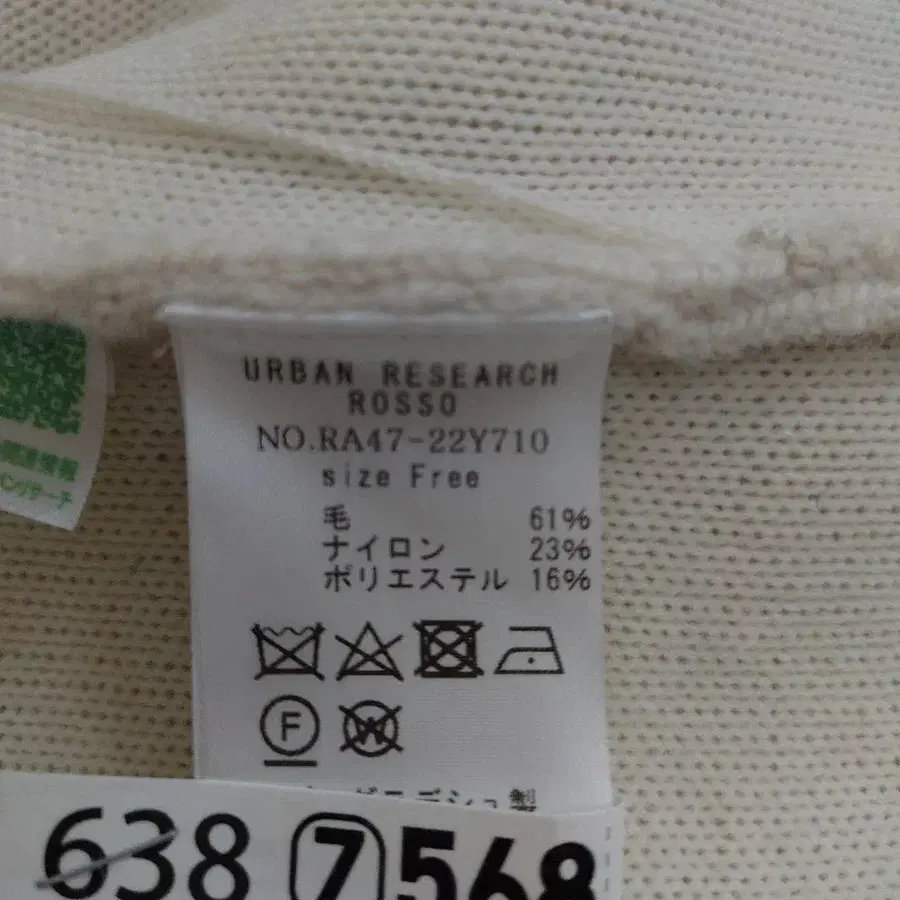 URBAN RESEARCH
ROSSO
NO.RA47-22Y710
size Free
毛 61%
ナイロン 23%
ポリエステル 16%
F
W
638 7 568